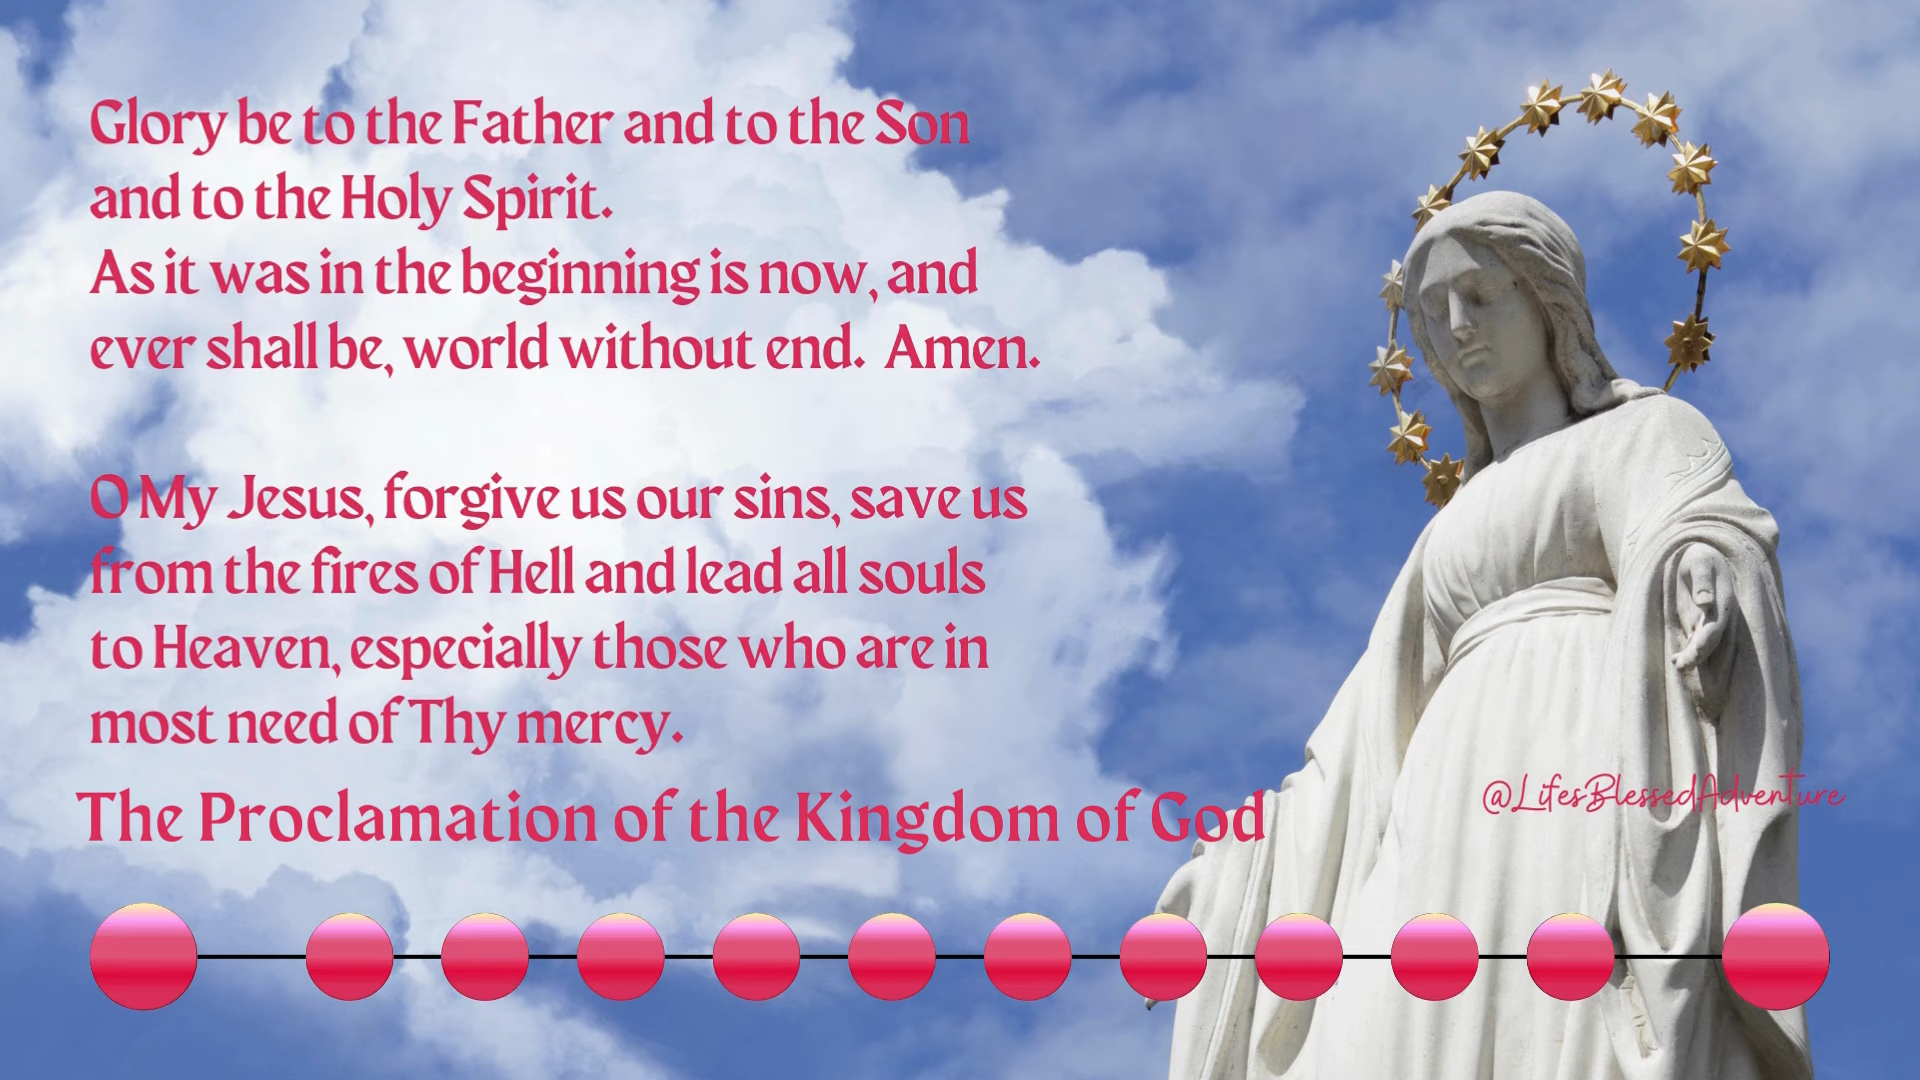 Glory be to the Father and to the Son
and to the Holy Spirit.
As it was in the beginning is now, and
ever shall be, world without end. Amen.
O My Jesus, forgive us our sins, save us
from the fires of Hell and lead all souls
to Heaven, especially those who are in
most need of Thy mercy.
The Proclamation of the Kingdom of God
@LifesBlessedAdventure